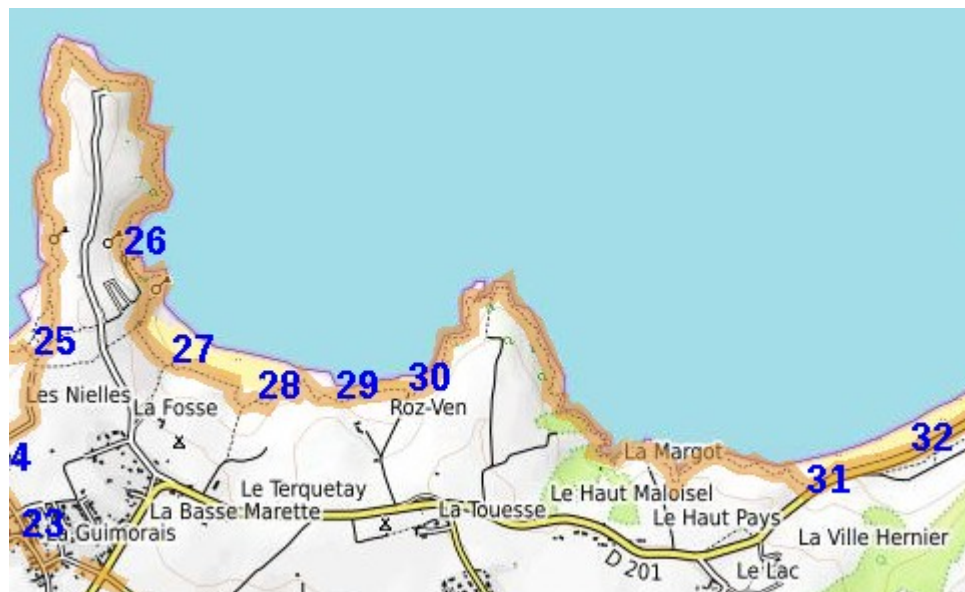 26
25
27
28
29
30
Les Nielles
La Fosse
Roz-Ven
4
32
La Margot
31
Le Terquetay
Le Haut Maloisel
23
La Guimorais
La Basse Marette
La Touesse
Le Haut Pays
La Ville Hernier
D 201
Le Lac